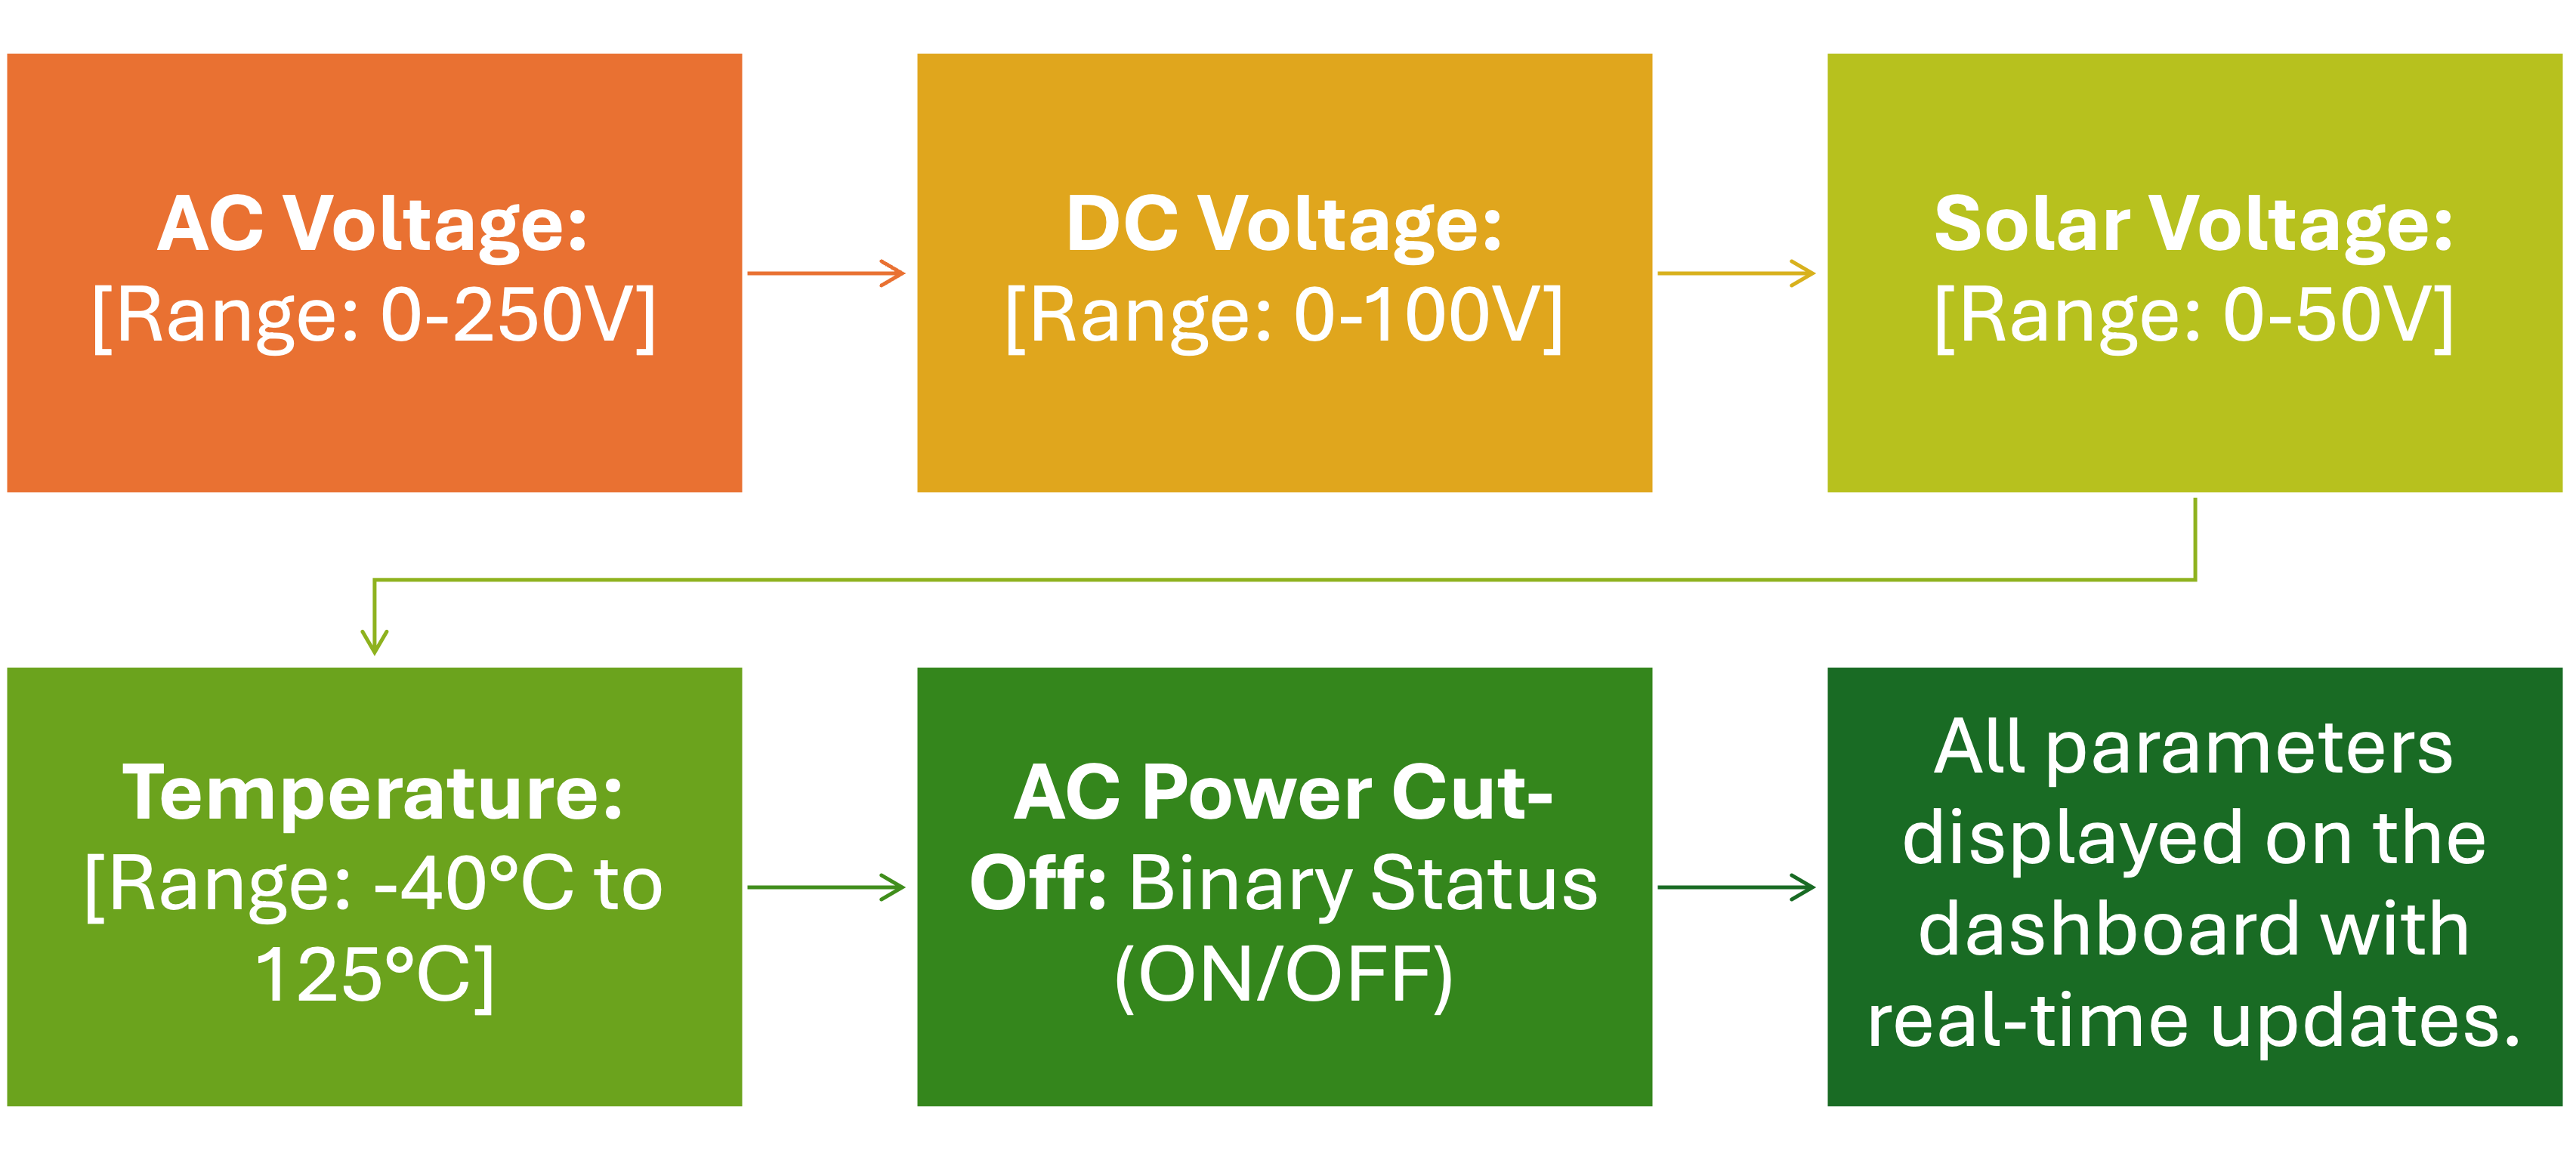 AC Voltage:
[Range: 0-250V]
DC Voltage:
[Range: 0-100V]
Solar Voltage:
[Range: 0-50V]
Temperature:
[Range: -40°C to
125°C]
AC Power Cut-
Off: Binary Status
(ON/OFF)
All parameters
displayed on the
dashboard with
real-time updates.